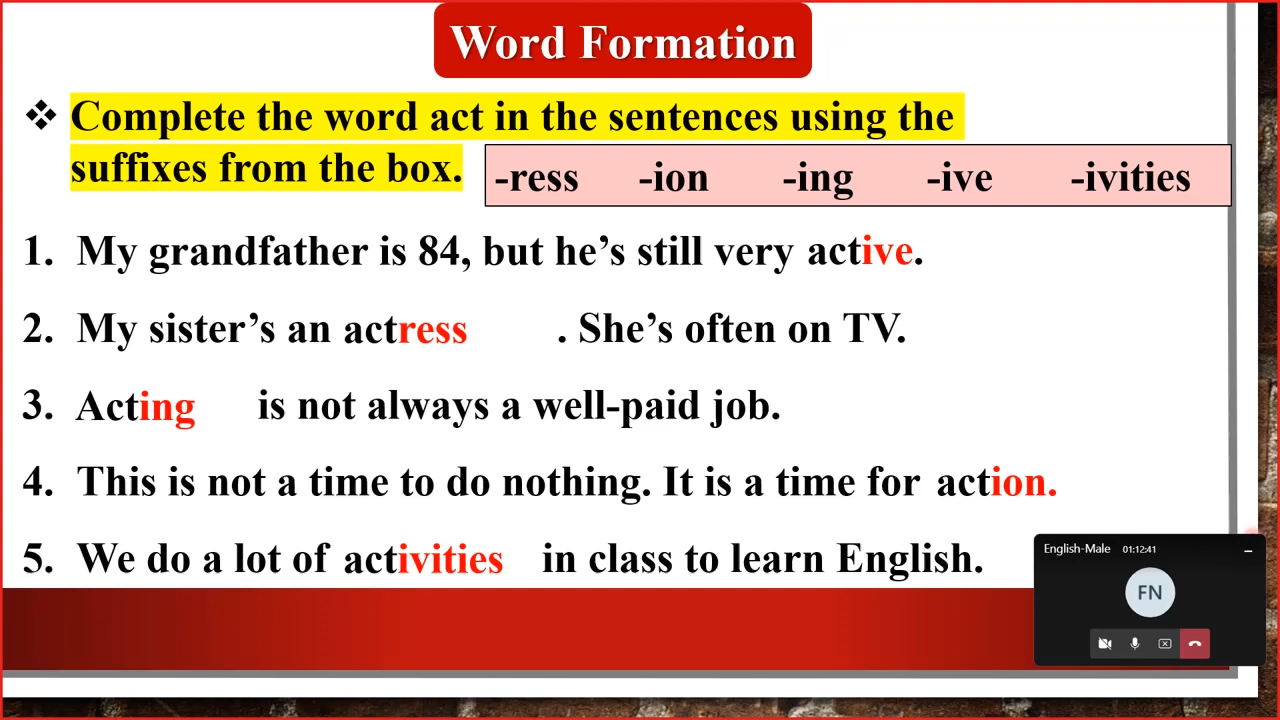 Word Formation
❖ Complete the word act in the sentences using the
suffixes from the box.
-ress -ion -ing -ive -ivities
1. My grandfather is 84, but he’s still very active.
2. My sister’s an actress . She’s often on TV.
3. Acting is not always a well-paid job.
4. This is not a time to do nothing. It is a time for action.
5. We do a lot of activities in class to learn English.
English-Male 01:12:41
FN